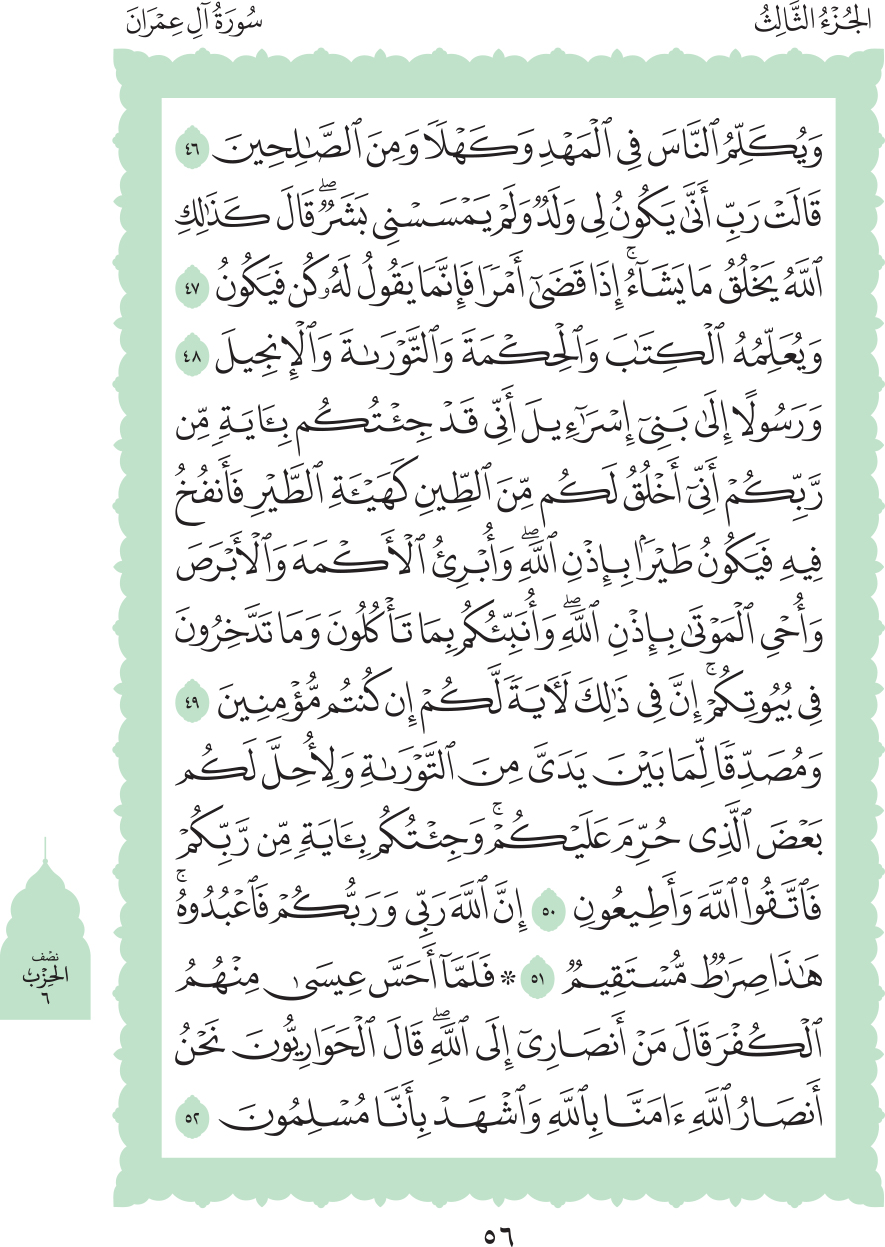 الجُزْءُ الثَّالِثُ
سُورَةُ آلِ عِمْرَانَ
وَيُكَلِّمُ ٱلنَّاسَ فِي ٱلْمَهْدِ وَكَهْلًا وَمِنَ ٱلصَّٰلِحِينَ ٤٦
قَالَتْ رَبِّ أَنَّىٰ يَكُونُ لِي وَلَدٌ وَلَمْ يَمْسَسْنِي بَشَرٌۖ قَالَ كَذَٰلِكِ
ٱللَّهُ يَخْلُقُ مَا يَشَآءُۚ إِذَا قَضَىٰٓ أَمْرًا فَإِنَّمَا يَقُولُ لَهُۥ كُن فَيَكُونُ ٤٧
وَيُعَلِّمُهُ ٱلْكِتَٰبَ وَٱلْحِكْمَةَ وَٱلتَّوْرَىٰةَ وَٱلْإِنجِيلَ ٤٨
وَرَسُولًا إِلَىٰ بَنِيٓ إِسْرَٰٓءِيلَ أَنِّي قَدْ جِئْتُكُم بِـَٔايَةٍ مِّن
رَّبِّكُمْ أَنِّيٓ أَخْلُقُ لَكُم مِّنَ ٱلطِّينِ كَهَيْـَٔةِ ٱلطَّيْرِ فَأَنفُخُ
فِيهِ فَيَكُونُ طَيْرًۢا بِإِذْنِ ٱللَّهِۖ وَأُبْرِئُ ٱلْأَكْمَهَ وَٱلْأَبْرَصَ
وَأُحْيِ ٱلْمَوْتَىٰ بِإِذْنِ ٱللَّهِۖ وَأُنَبِّئُكُم بِمَا تَأْكُلُونَ وَمَا تَدَّخِرُونَ
فِي بُيُوتِكُمْۚ إِنَّ فِي ذَٰلِكَ لَأٓيَةً لَّكُمْ إِن كُنتُم مُّؤْمِنِينَ ٤٩
وَمُصَدِّقًا لِّمَا بَيْنَ يَدَيَّ مِنَ ٱلتَّوْرَىٰةِ وَلِأُحِلَّ لَكُم
بَعْضَ ٱلَّذِي حُرِّمَ عَلَيْكُمْۚ وَجِئْتُكُم بِـَٔايَةٍ مِّن رَّبِّكُمْ
فَٱتَّقُوا۟ ٱللَّهَ وَأَطِيعُونِ ٥٠ إِنَّ ٱللَّهَ رَبِّي وَرَبُّكُمْ فَٱعْبُدُوهُۚ
هَٰذَا صِرَٰطٌ مُّسْتَقِيمٌ ٥١ * فَلَمَّآ أَحَسَّ عِيسَىٰ مِنْهُمُ
ٱلْكُفْرَ قَالَ مَنْ أَنصَارِيٓ إِلَى ٱللَّهِۖ قَالَ ٱلْحَوَارِيُّونَ نَحْنُ
أَنصَارُ ٱللَّهِ ءَامَنَّا بِٱللَّهِ وَٱشْهَدْ بِأَنَّا مُسْلِمُونَ ٥٢
نصْف
الحِزْب
٦
٥٦